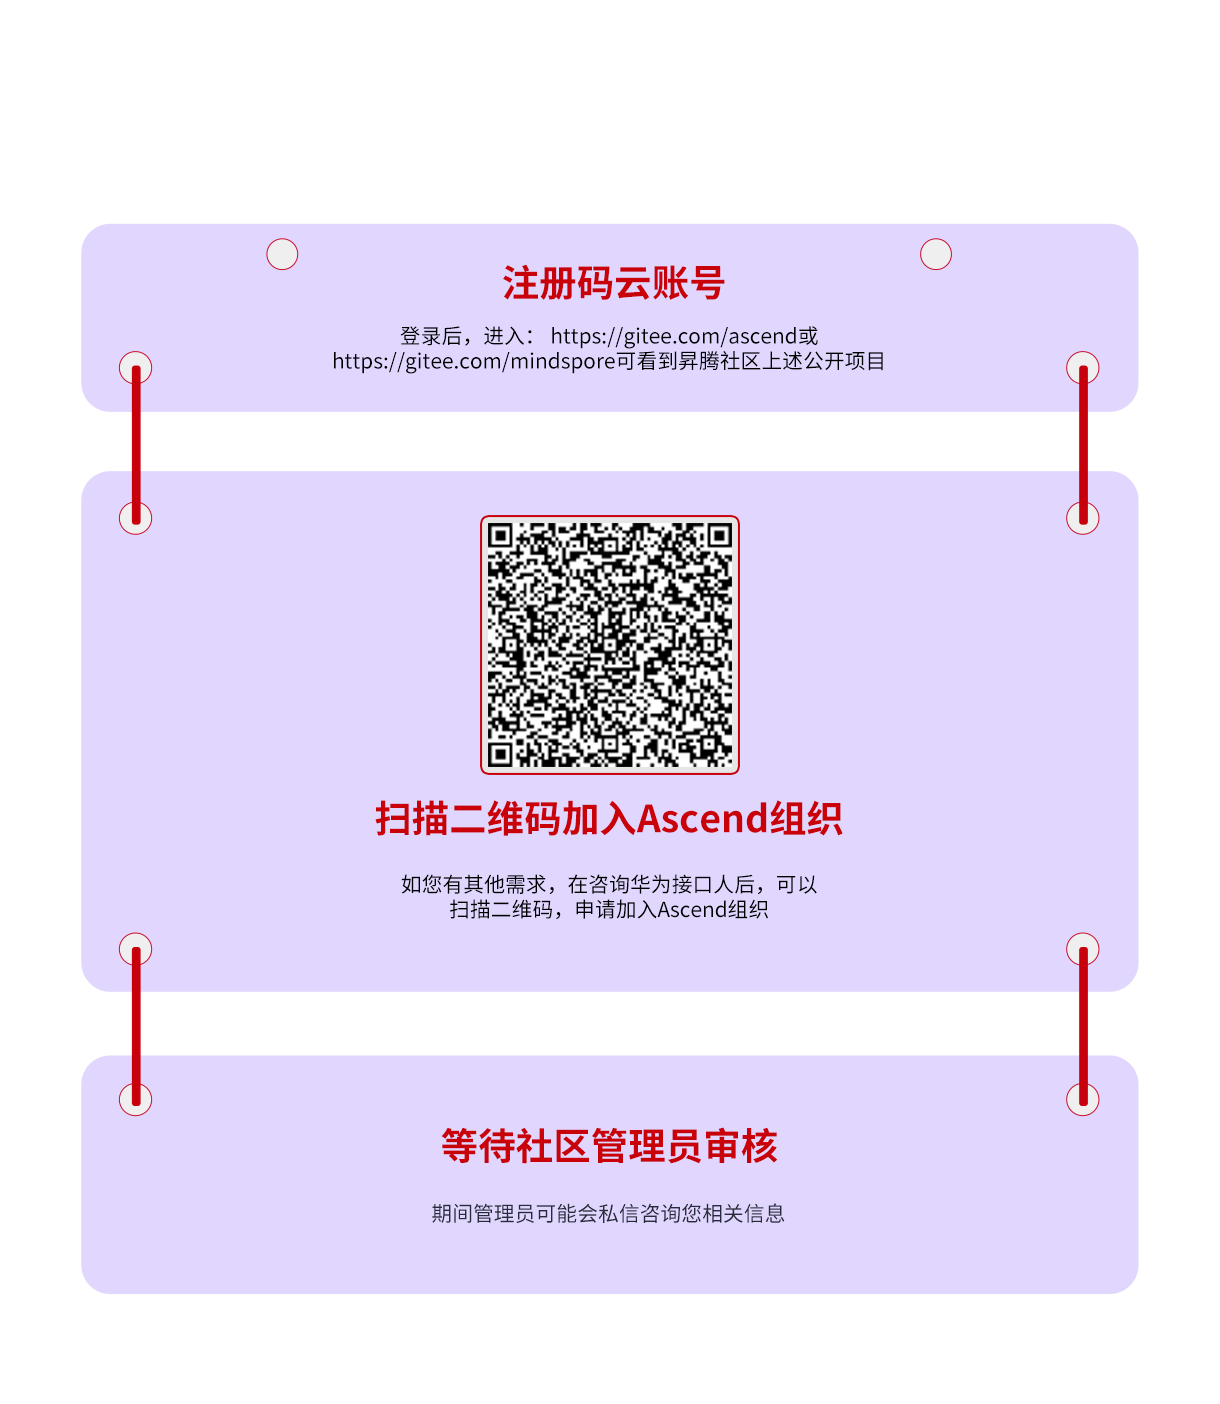 注册码云账号
登录后，进入： https://gitee.com/ascend或
https://gitee.com/mindspore可看到昇腾社区上述公开项目
扫描二维码加入Ascend组织
如您有其他需求，在咨询华为接口人后，可以
扫描二维码，申请加入Ascend组织
等待社区管理员审核
期间管理员可能会私信咨询您相关信息